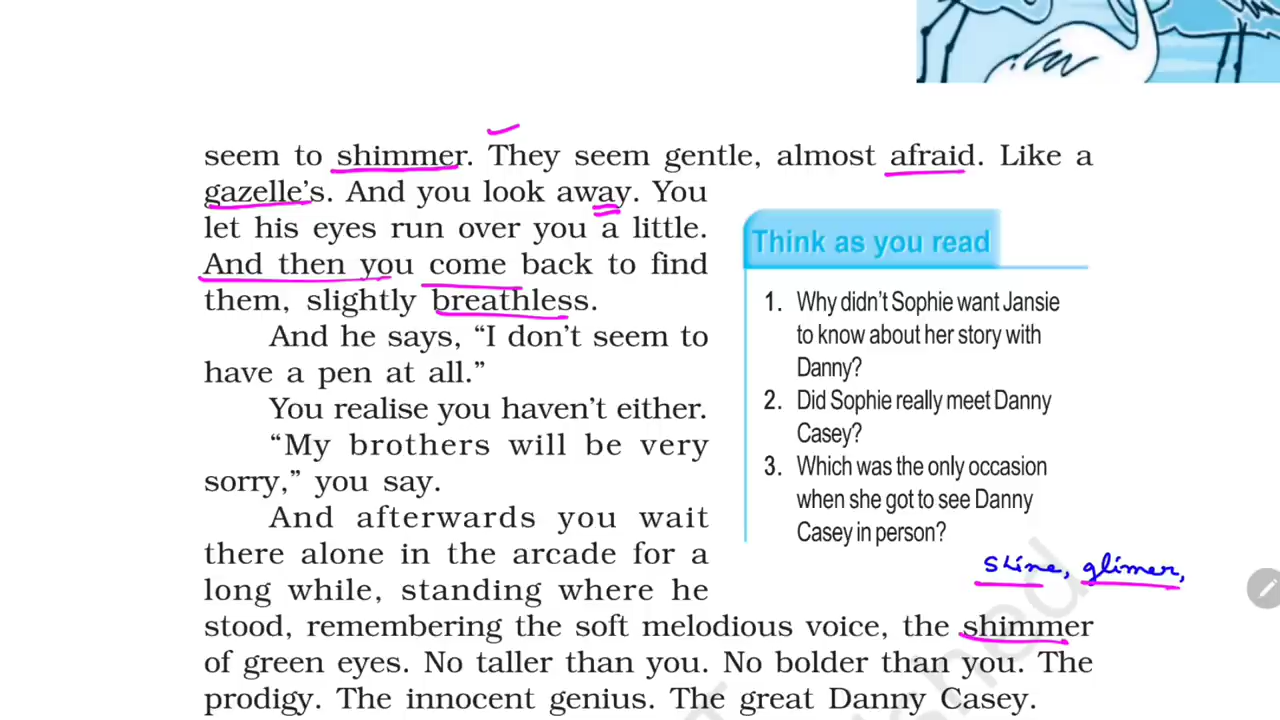 seem to shimmer. They seem gentle, almost afraid. Like a
gazelle's. And you look away. You
let his eyes run over you a little.
And then you come back to find
them, slightly breathless.
And he says, “I don't seem to
have a pen at all.”
You realise you haven't either.
“My brothers will be very
sorry,” you say.
And afterwards you wait
there alone in the arcade for a
long while, standing where he
stood, remembering the soft melodious voice, the shimmer
of green eyes. No taller than you. No bolder than you. The
prodigy. The innocent genius. The great Danny Casey.
Think as you read
1. Why didn't Sophie want Jansie
to know about her story with
Danny?
2. Did Sophie really meet Danny
Casey?
3. Which was the only occasion
when she got to see Danny
Casey in person?
shine, glimer,